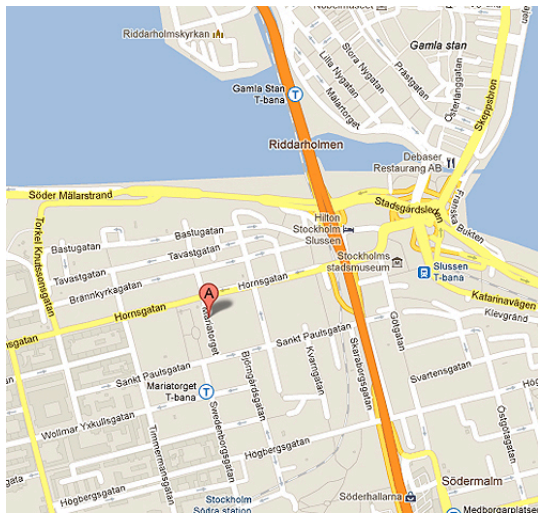 Nobelmuseet
Riddarholmskyrkan
Gamla stan
Stora Nygatan
Lilla Nygatan
Prästgatan
Österlånggatan
Skeppsbron
Gamla Stan
T-bana
Mälartorget
Riddarholmen
Debaser
Restaurang AB
Söder Mälarstrand
Stadsgårdsleden
Franska
Bukten
Torkel Knutssonsgatan
Bastugatan
Bastugatan
Hilton
Stockholm
Slussen
Tavastgatan
Tavastgatan
Stockholms
stadsmuseum
Slussen
T-bana
Brännkyrkagatan
Hornsgatan
Katarinavägen
A
Hornsgatan
Klevgränd
Mariatorget
Götgatan
Sankt Paulsgatan
Kvarngatan
Skaraborgsgatan
Sankt Paulsgatan
Björngårdsgatan
Svartensgatan
Mariatorget
T-bana
Swedenborgsgatan
Östgötagatan
Wollmar Yxkullsgatan
Timmermansgatan
Högbergsgatan
Högbergsgatan
Södermalm
Stockholm
Södra station
Söderhallarna
Medborgarplatsen